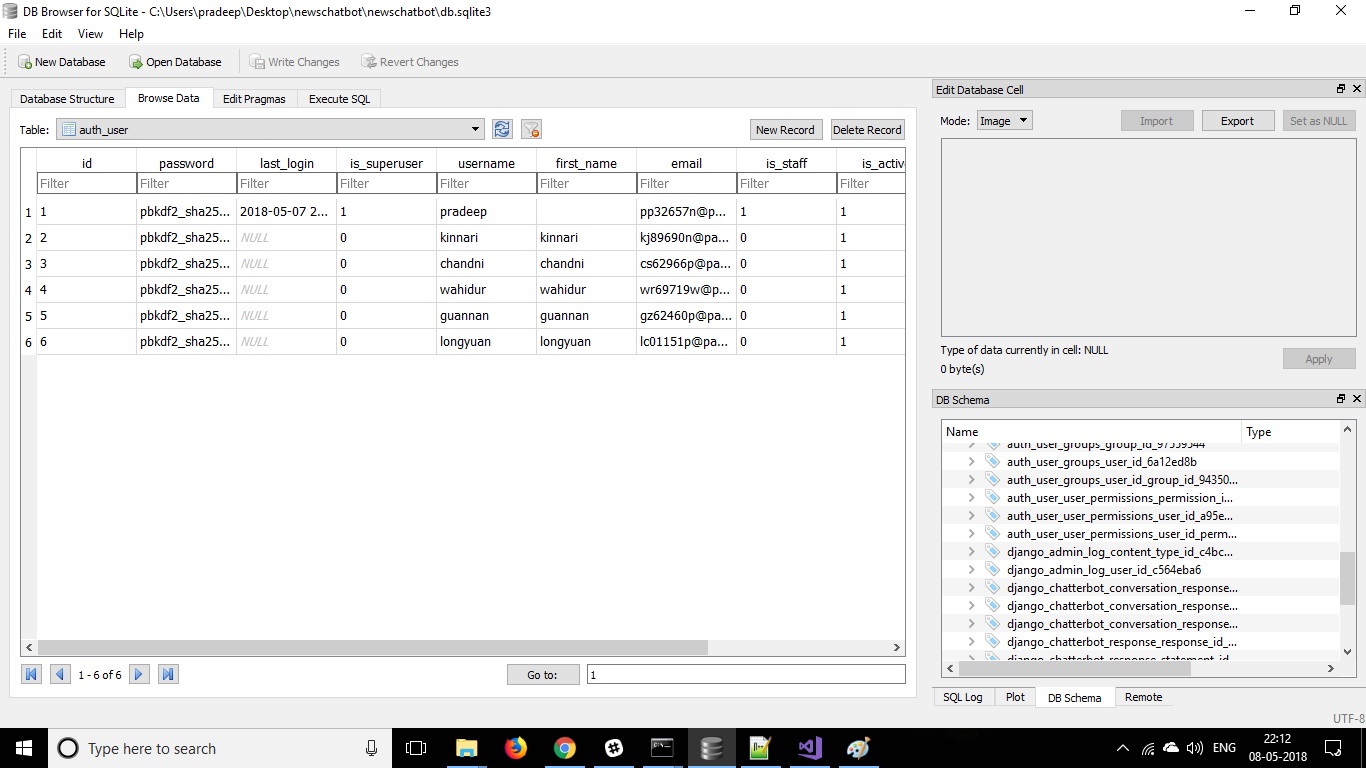 DB Browser for SQLite - C:\Users\pradeep\Desktop\newschatbot\newschatbot\db.sqlite3
File Edit View Help
New Database Open Database Write Changes Revert Changes
Database Structure Browse Data Edit Pragmas Execute SQL
Table: auth_user New Record Delete Record
id password last_login is_superuser username first_name email is_staff is_activ
Filter Filter Filter Filter Filter Filter Filter Filter Filter
1 1 pbkdf2_sha25... 2018-05-07 2... 1 pradeep pp32657n@p... 1 1
2 2 pbkdf2_sha25... NULL 0 kinnari kinnari kj89690n@pa... 0 1
3 3 pbkdf2_sha25... NULL 0 chandni chandni cs62966p@pa... 0 1
4 4 pbkdf2_sha25... NULL 0 wahidur wahidur wr69719w@p... 0 1
5 5 pbkdf2_sha25... NULL 0 guannan guannan gz62460p@pa... 0 1
6 6 pbkdf2_sha25... NULL 0 longyuan longyuan lc01151p@pa... 0 1
1 - 6 of 6 Go to: 1
Edit Database Cell
Mode: Image Import Export Set as NULL
Type of data currently in cell: NULL
0 byte(s)
Apply
DB Schema
Name Type
auth_user_groups_group_id_97559544
auth_user_groups_user_id_6a12ed8b
auth_user_groups_user_id_group_id_94350...
auth_user_user_permissions_permission_i...
auth_user_user_permissions_user_id_a95e...
auth_user_user_permissions_user_id_perm...
django_admin_log_content_type_id_c4bc...
django_admin_log_user_id_c564eba6
django_chatterbot_conversation_response...
django_chatterbot_conversation_response...
django_chatterbot_conversation_response...
django_chatterbot_response_response_id_...
django_chatterbot_response_statement_id
SQL Log Plot DB Schema Remote
UTF-8
Type here to search
ENG
22:12
08-05-2018